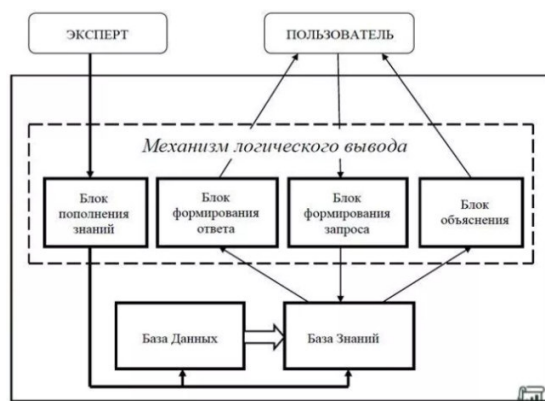 ЭКСПЕРТ
ПОЛЬЗОВАТЕЛЬ
Механизм логического вывода
Блок
пополнения
знаний
Блок
формирования
ответа
Блок
формирования
запроса
Блок
объяснения
База Данных
База Знаний